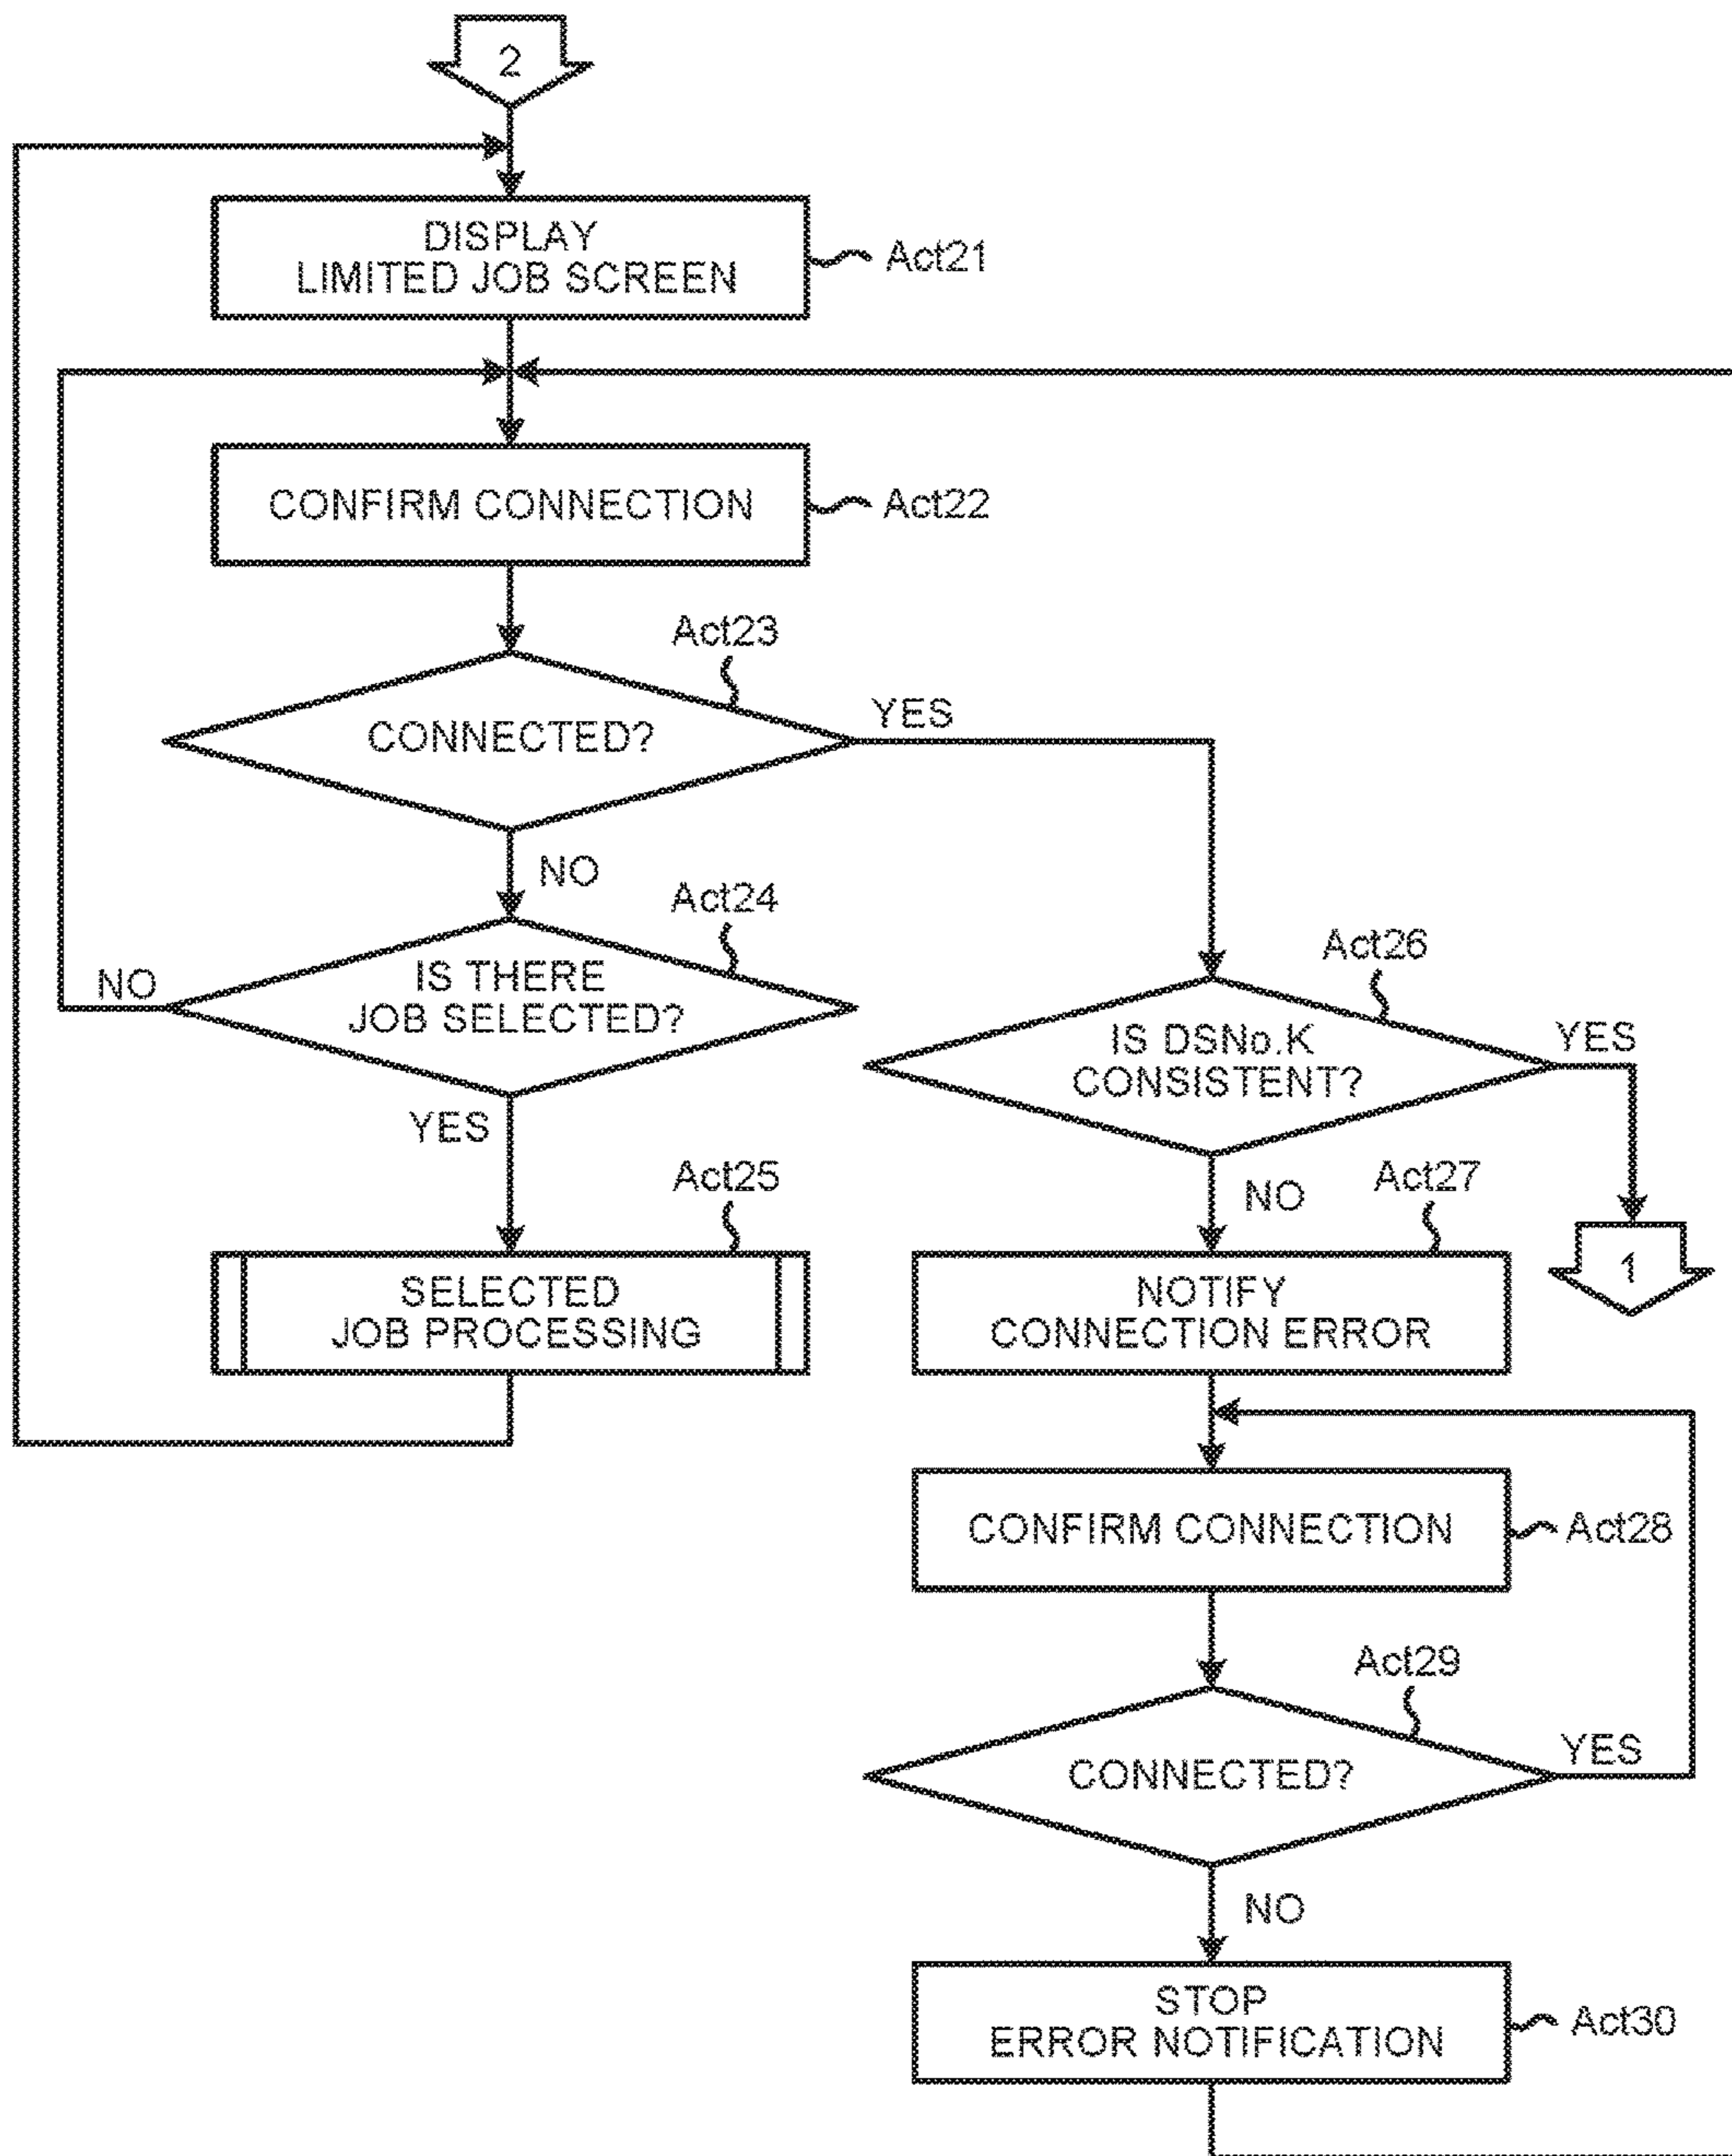 2
DISPLAY
LIMITED JOB SCREEN
Act21
CONFIRM CONNECTION
Act22
Act23
CONNECTED?
YES
NO
Act24
IS THERE
JOB SELECTED?
NO
YES
Act25
SELECTED
JOB PROCESSING
Act26
IS DSNo.K
CONSISTENT?
YES
1
NO
Act27
NOTIFY
CONNECTION ERROR
CONFIRM CONNECTION
Act28
Act29
CONNECTED?
YES
NO
STOP
ERROR NOTIFICATION
Act30